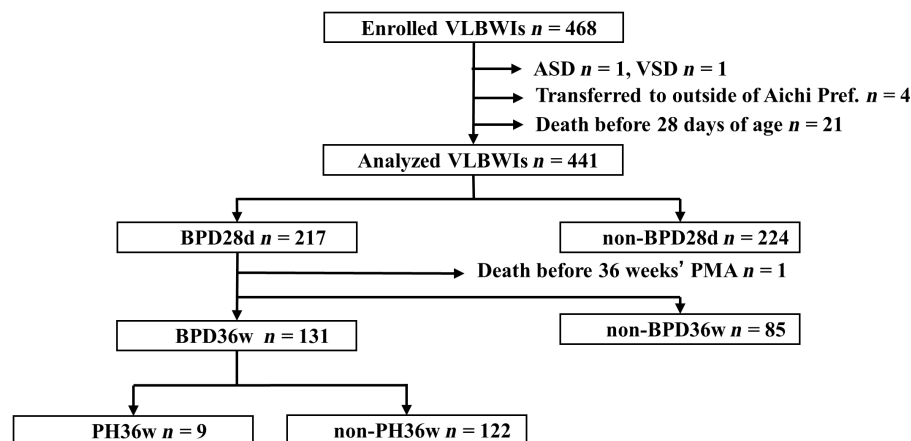 Enrolled VLBWIs n = 468
ASD n = 1, VSD n = 1
Transferred to outside of Aichi Pref. n = 4
Death before 28 days of age n = 21
Analyzed VLBWIs n = 441
BPD28d n = 217
non-BPD28d n = 224
Death before 36 weeks’ PMA n = 1
BPD36w n = 131
non-BPD36w n = 85
PH36w n = 9
non-PH36w n = 122